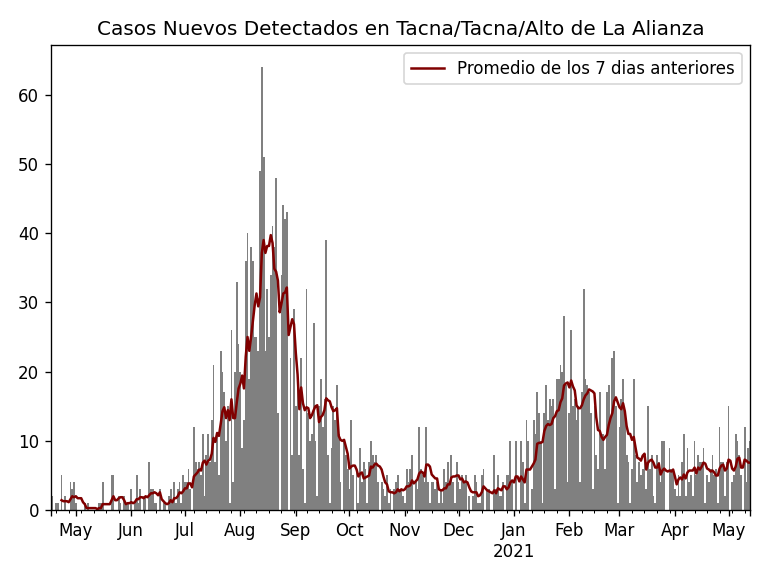 Casos Nuevos Detectados en Tacna/Tacna/Alto de La Alianza
Promedio de los 7 dias anteriores
60
50
40
30
20
10
0
May Jun Jul Aug Sep Oct Nov Dec Jan Feb Mar Apr May
2021